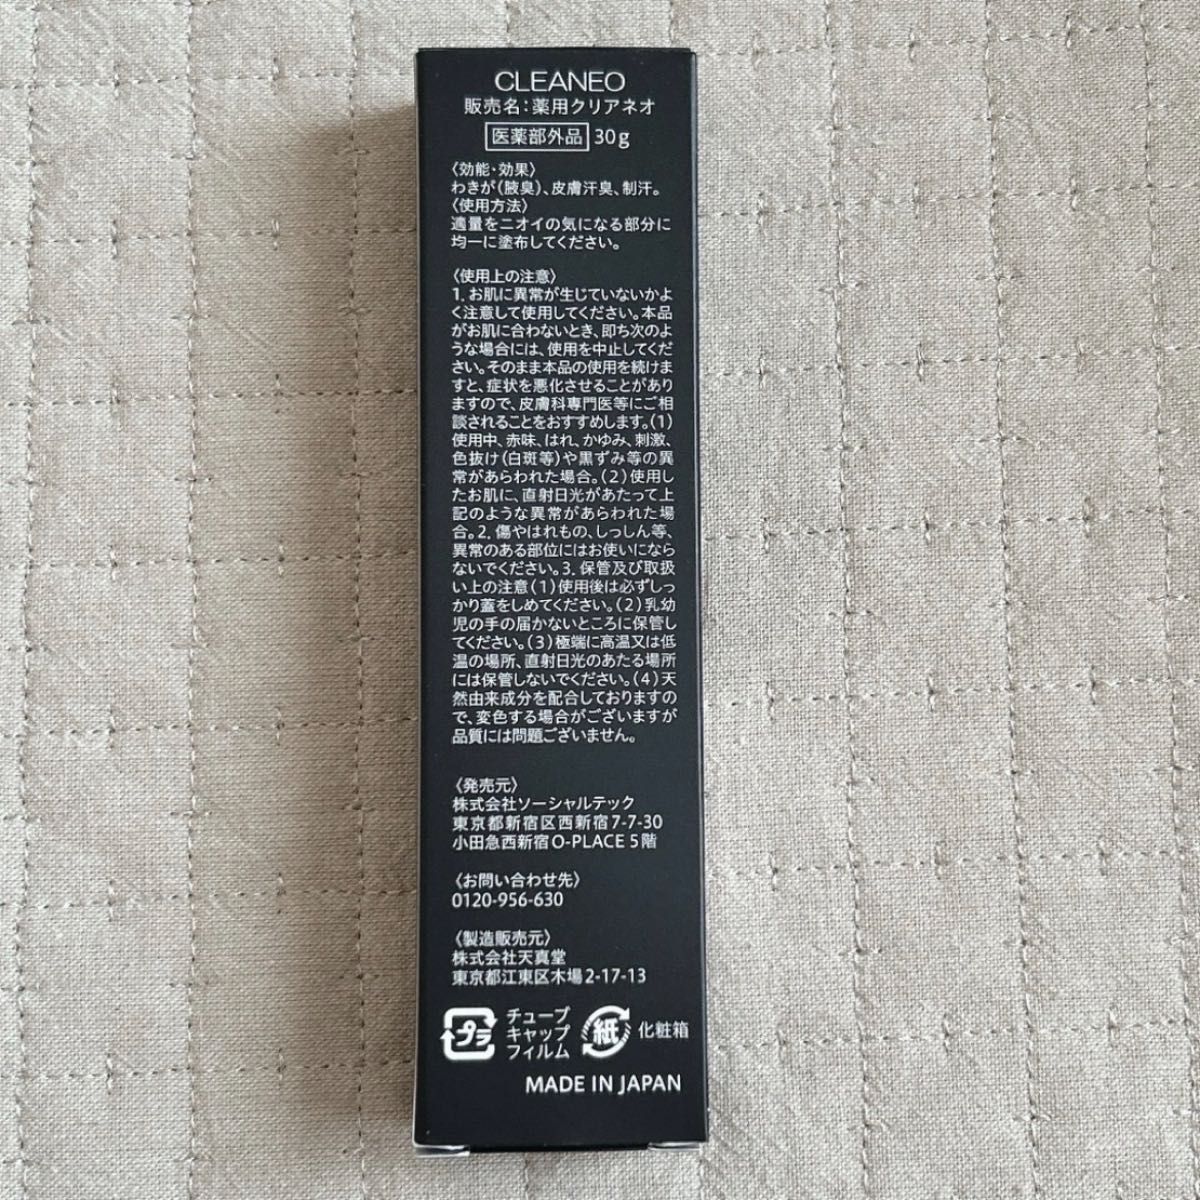 CLEANEO
販売名:薬用クリアネオ
医薬部外品 30g
〈効能・効果〉
わきが(腋臭)、皮膚汗臭、制汗。
〈使用方法〉
適量をニオイの気になる部分に
均一に塗布してください。
〈使用上の注意〉
1. お肌に異常が生じていないかよ
く注意して使用してください。本品
がお肌に合わないとき、即ち次のよ
うな場合には、使用を中止してくだ
さい。そのまま本品の使用を続けま
すと、症状を悪化させることがあり
ますので、皮膚科専門医等にご相
談されることをおすすめします。(1)
使用中、赤味、はれ、かゆみ、刺激、
色抜け(白斑等)や黒ずみ等の異
常があらわれた場合。(2)使用し
たお肌に、直射日光があたって上
記のような異常があらわれた場
合。2. 傷やはれもの、しっしん等、
異常のある部位にはお使いになら
ないでください。3. 保管及び取扱
い上の注意(1)使用後は必ずしっ
かり蓋をしめてください。(2)乳幼
児の手の届かないところに保管し
てください。(3)極端に高温又は低
温の場所、直射日光のあたる場所
には保管しないでください。(4)天
然由来成分を配合しておりますの
で、変色する場合がございますが
品質には問題ございません。
〈発売元〉
株式会社ソーシャルテック
東京都新宿区西新宿7-7-30
小田急西新宿O-PLACE 5階
〈お問い合わせ先〉
0120-956-630
〈製造販売元〉
株式会社天真堂
東京都江東区木場2-17-13
プラ チューブ
キャップ
フィルム
紙 化粧箱
MADE IN JAPAN